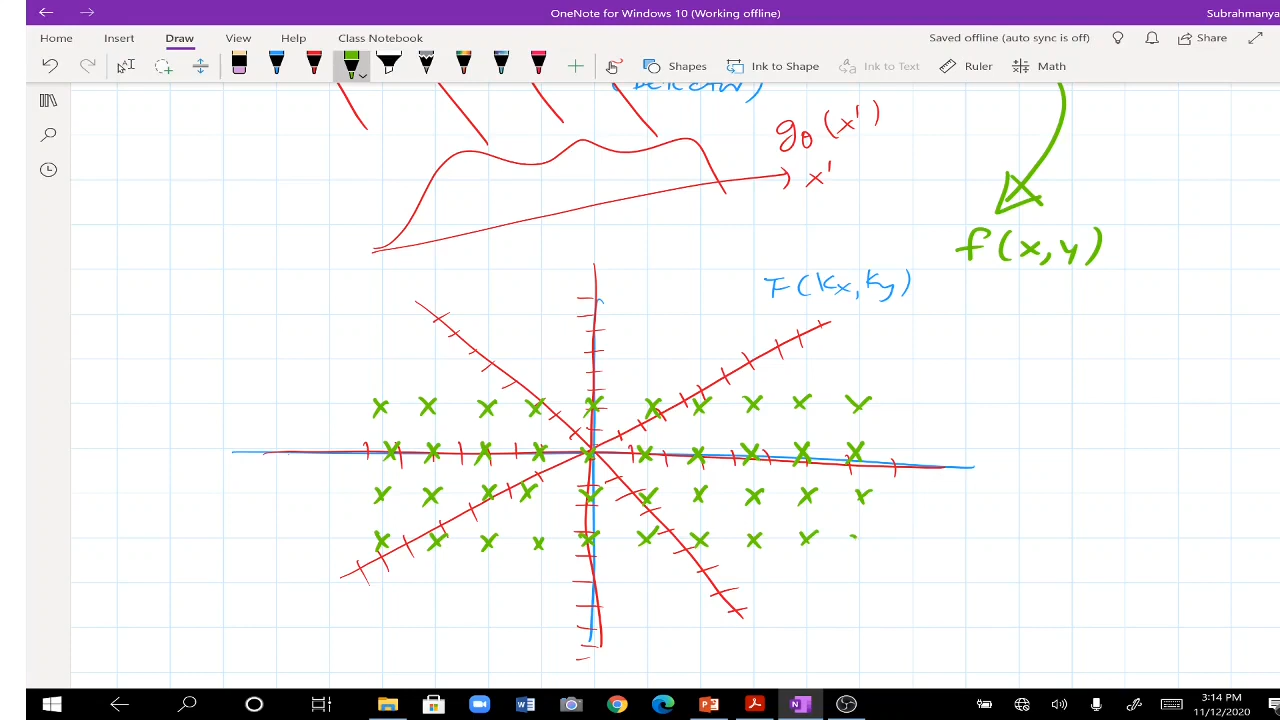 OneNote for Windows 10 (Working offline)
Subrahmanya
Home Insert Draw View Help Class Notebook
Saved offline (auto sync is off)
Share
Shapes
Ink to Shape
Ink to Text
Ruler
Math
gθ(x')
x'
f(x,y)
F(kx,ky)
3:14 PM
11/12/2020